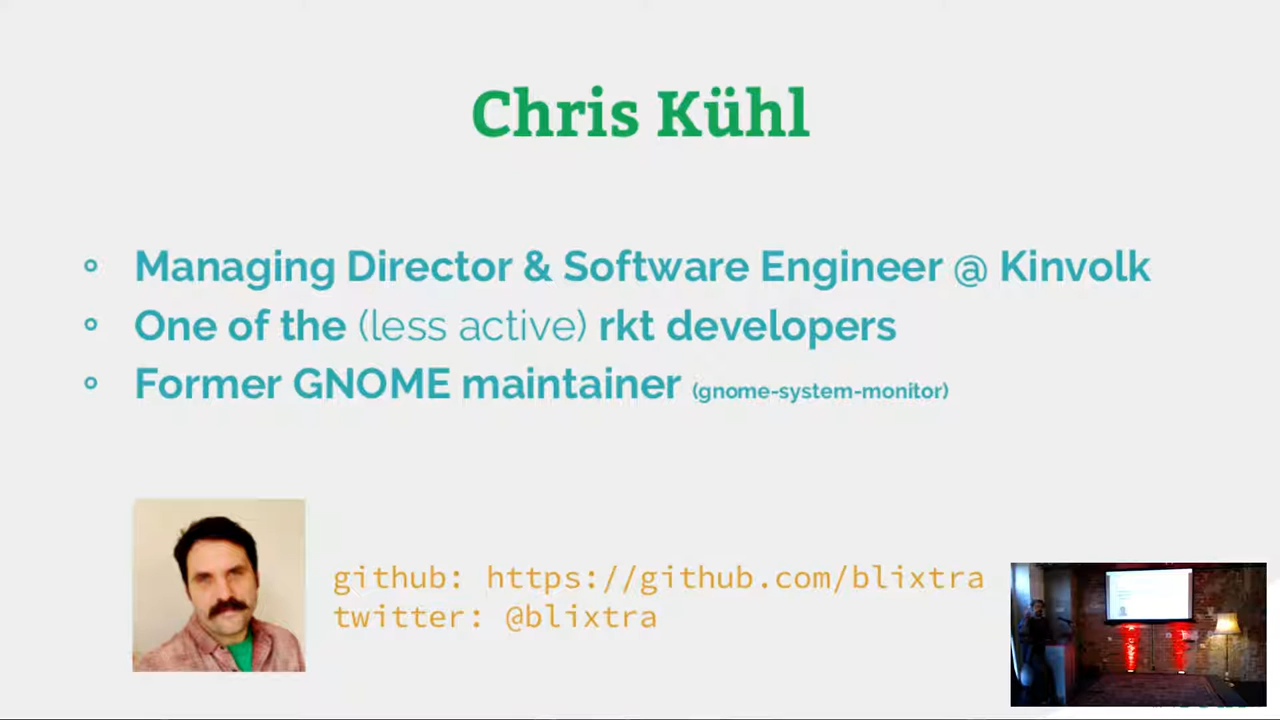 Chris Kühl
Managing Director & Software Engineer @ Kinvolk
One of the (less active) rkt developers
Former GNOME maintainer (gnome-system-monitor)
github: https://github.com/blixtra
twitter: @blixtra